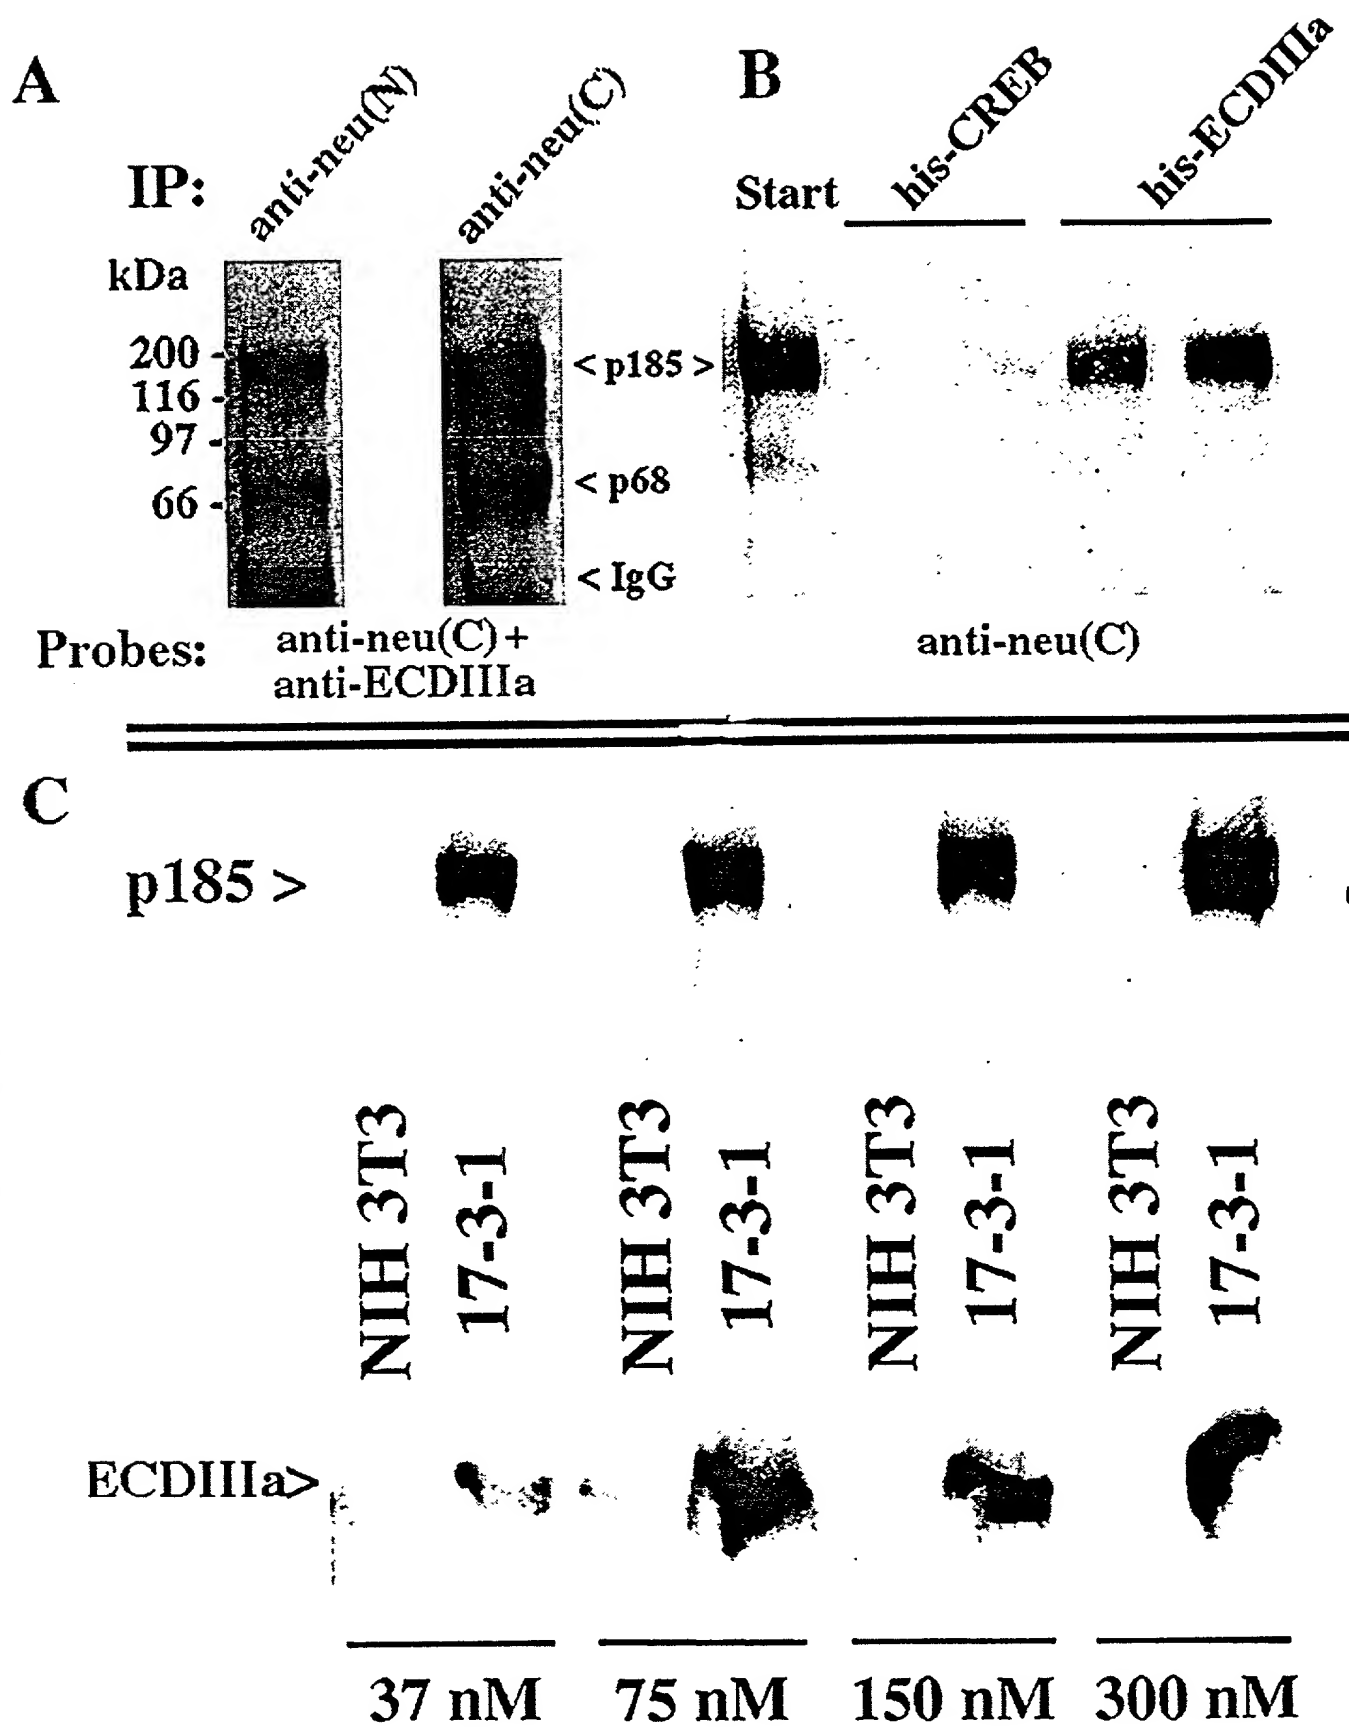 A
IP:
anti-neu(N)
anti-neu(C)
kDa
200 -
116 -
97 -
66 -
< p185 >
< p68
< IgG
Probes:
anti-neu(C) +
anti-ECDIIIa
B
Start
his-CREB
his-ECDIIIa
anti-neu(C)
C
p185 >
NIH 3T3
17-3-1
NIH 3T3
17-3-1
NIH 3T3
17-3-1
NIH 3T3
17-3-1
ECDIIIa>
37 nM
75 nM
150 nM
300 nM